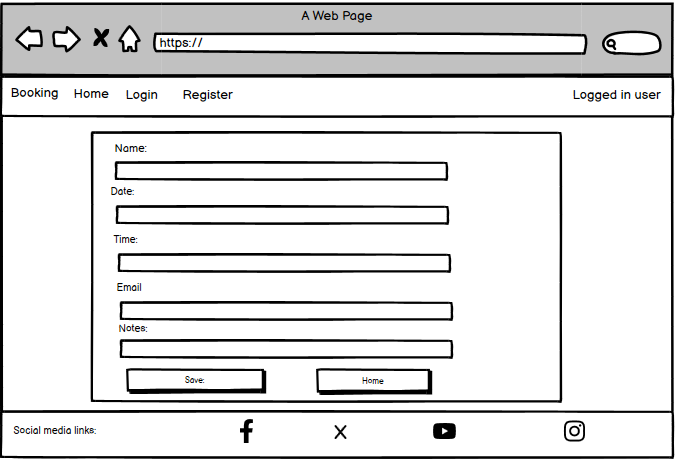 A Web Page
https://
Booking Home Login Register Logged in user
Name:
Date:
Time:
Email
Notes:
Save: Home
Social media links: